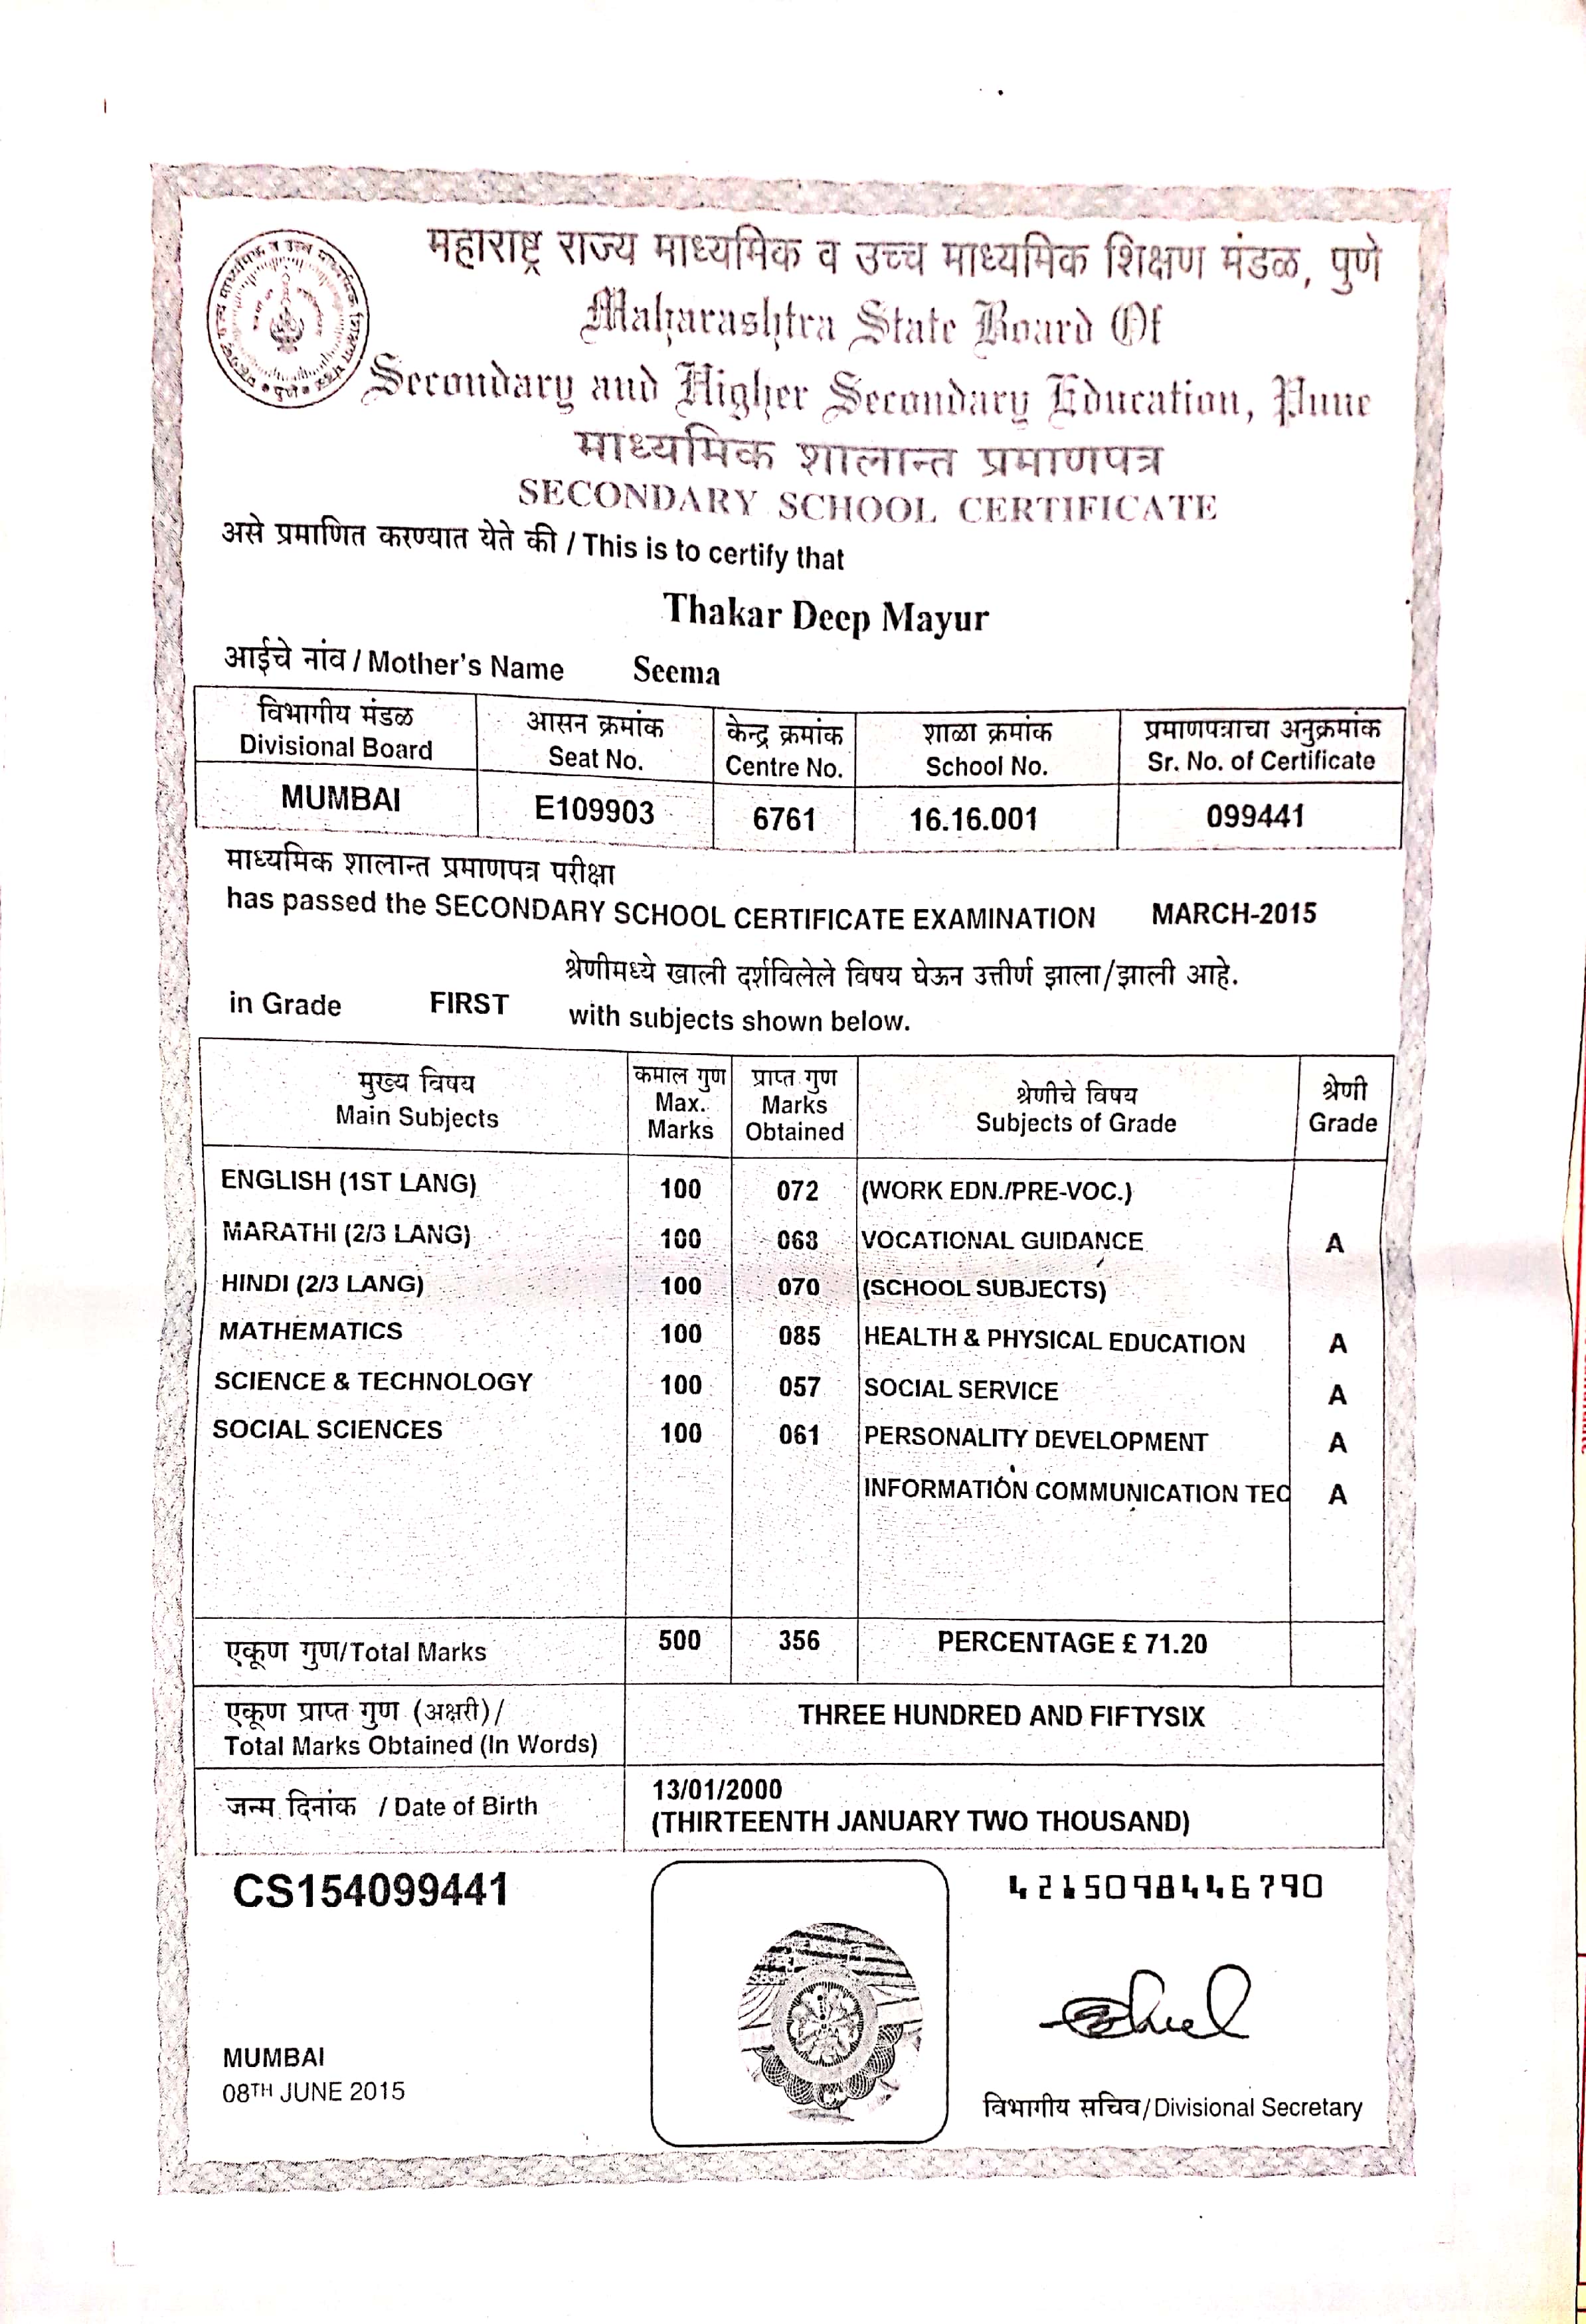 महाराष्ट्र राज्य माध्यमिक व उच्च माध्यमिक शिक्षण मंडळ, पुणे
Maharashtra State Board Of
Secondary and Higher Secondary Education, Pune
माध्यमिक शालान्त प्रमाणपत्र
SECONDARY SCHOOL CERTIFICATE
असे प्रमाणित करण्यात येते की / This is to certify that
Thakar Deep Mayur
आईचे नांव / Mother's Name Seema
विभागीय मंडळ आसन क्रमांक केन्द्र क्रमांक शाळा क्रमांक प्रमाणपत्राचा अनुक्रमांक
Divisional Board Seat No. Centre No. School No. Sr. No. of Certificate
MUMBAI E109903 6761 16.16.001 099441
माध्यमिक शालान्त प्रमाणपत्र परीक्षा
has passed the SECONDARY SCHOOL CERTIFICATE EXAMINATION MARCH-2015
श्रेणीमध्ये खाली दर्शविलेले विषय घेऊन उत्तीर्ण झाला/झाली आहे.
in Grade FIRST with subjects shown below.
मुख्य विषय कमाल गुण प्राप्त गुण श्रेणीचे विषय श्रेणी
Main Subjects Max. Marks Marks Obtained Subjects of Grade Grade
ENGLISH (1ST LANG) 100 072 (WORK EDN./PRE-VOC.)
MARATHI (2/3 LANG) 100 068 VOCATIONAL GUIDANCE A
HINDI (2/3 LANG) 100 070 (SCHOOL SUBJECTS)
MATHEMATICS 100 085 HEALTH & PHYSICAL EDUCATION A
SCIENCE & TECHNOLOGY 100 057 SOCIAL SERVICE A
SOCIAL SCIENCES 100 061 PERSONALITY DEVELOPMENT A
INFORMATION COMMUNICATION TEC A
एकूण गुण/Total Marks 500 356 PERCENTAGE £ 71.20
एकूण प्राप्त गुण (अक्षरी)/
Total Marks Obtained (In Words) THREE HUNDRED AND FIFTYSIX
जन्म दिनांक / Date of Birth 13/01/2000
(THIRTEENTH JANUARY TWO THOUSAND)
CS154099441 4215098446790
MUMBAI
08TH JUNE 2015
विभागीय सचिव/Divisional Secretary